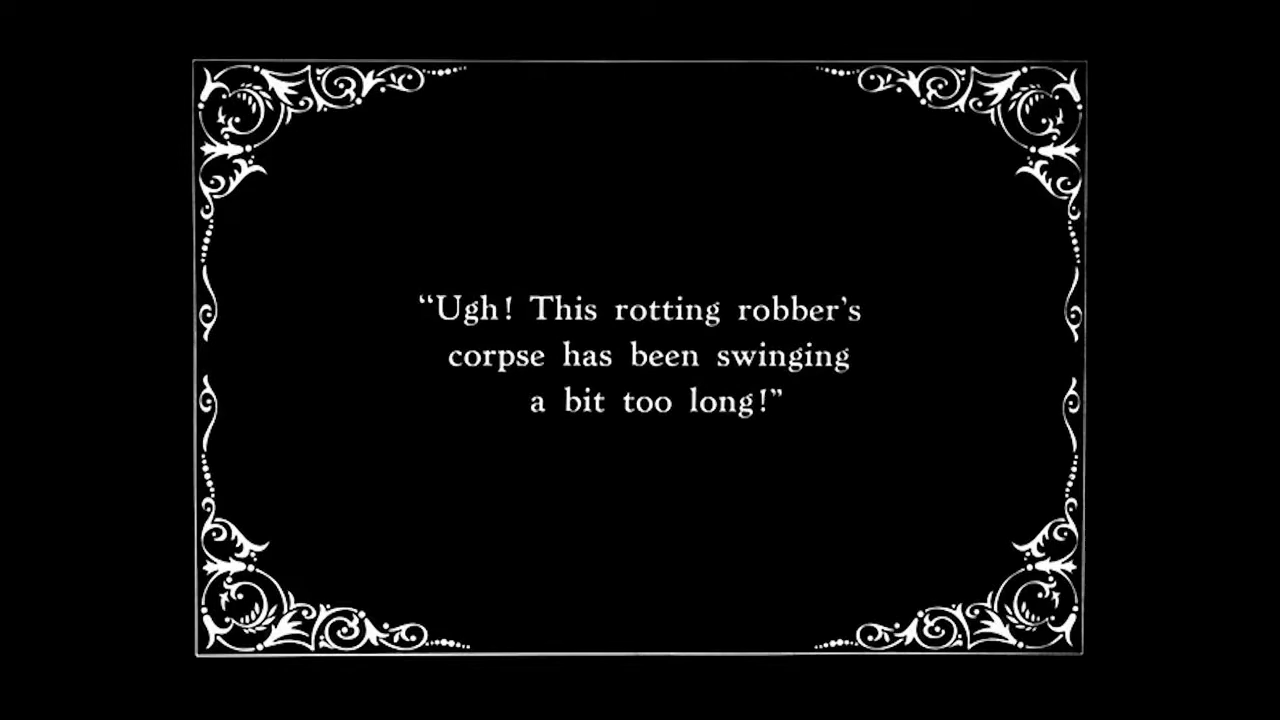 “Ugh! This rotting robber’s
corpse has been swinging
a bit too long!”